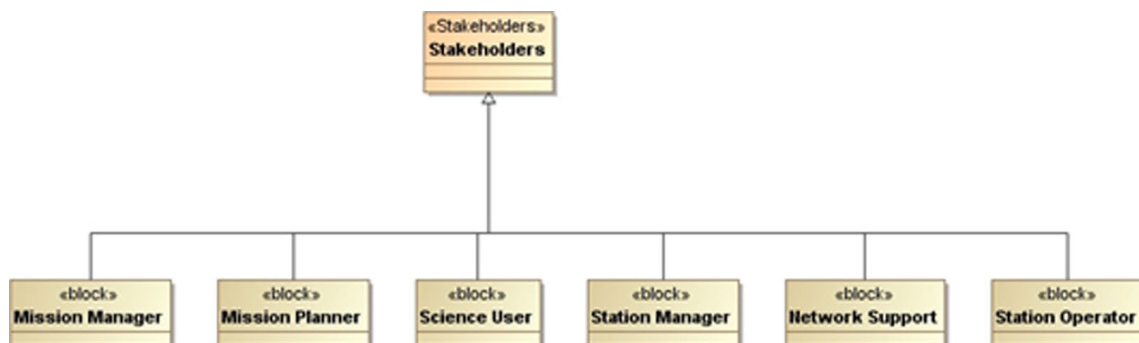 «Stakeholders»
Stakeholders
«block»
Mission Manager
«block»
Mission Planner
«block»
Science User
«block»
Station Manager
«block»
Network Support
«block»
Station Operator